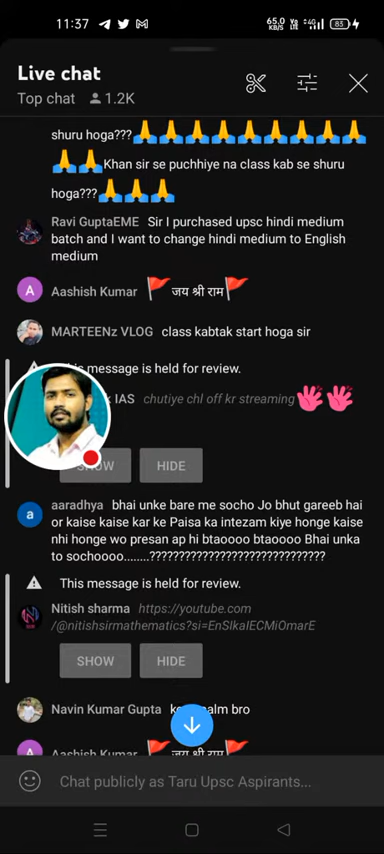 11:37
65.0 KB/S Vo LTE 4G 83
Live chat
Top chat 1.2K
shuru hoga???🙏🙏🙏🙏🙏🙏🙏🙏🙏
🙏🙏Khan sir se puchhiye na class kab se shuru
hoga???🙏🙏🙏
Ravi GuptaEME Sir I purchased upsc hindi medium
batch and I want to change hindi medium to English
medium
A Aashish Kumar 🚩जय श्री राम🚩
MARTEENz VLOG class kabtak start hoga sir
this message is held for review.
IAS chutiye chl off kr streaming
SHOW HIDE
a aaradhya bhai unke bare me socho Jo bhut gareeb hai
or kaise kaise kar ke Paisa ka intezam kiye honge kaise
nhi honge wo presan ap hi btaoooo btaoooo Bhai unka
to sochoooo........??????????????????????????????
This message is held for review.
N Nitish sharma https://youtube.com
/@nitishsirmathematics?si=EnSIkaIECMiOmarE
SHOW HIDE
Navin Kumar Gupta bro
A Aashish Kumar 🚩जय श्री राम🚩
Chat publicly as Taru Upsc Aspirants...